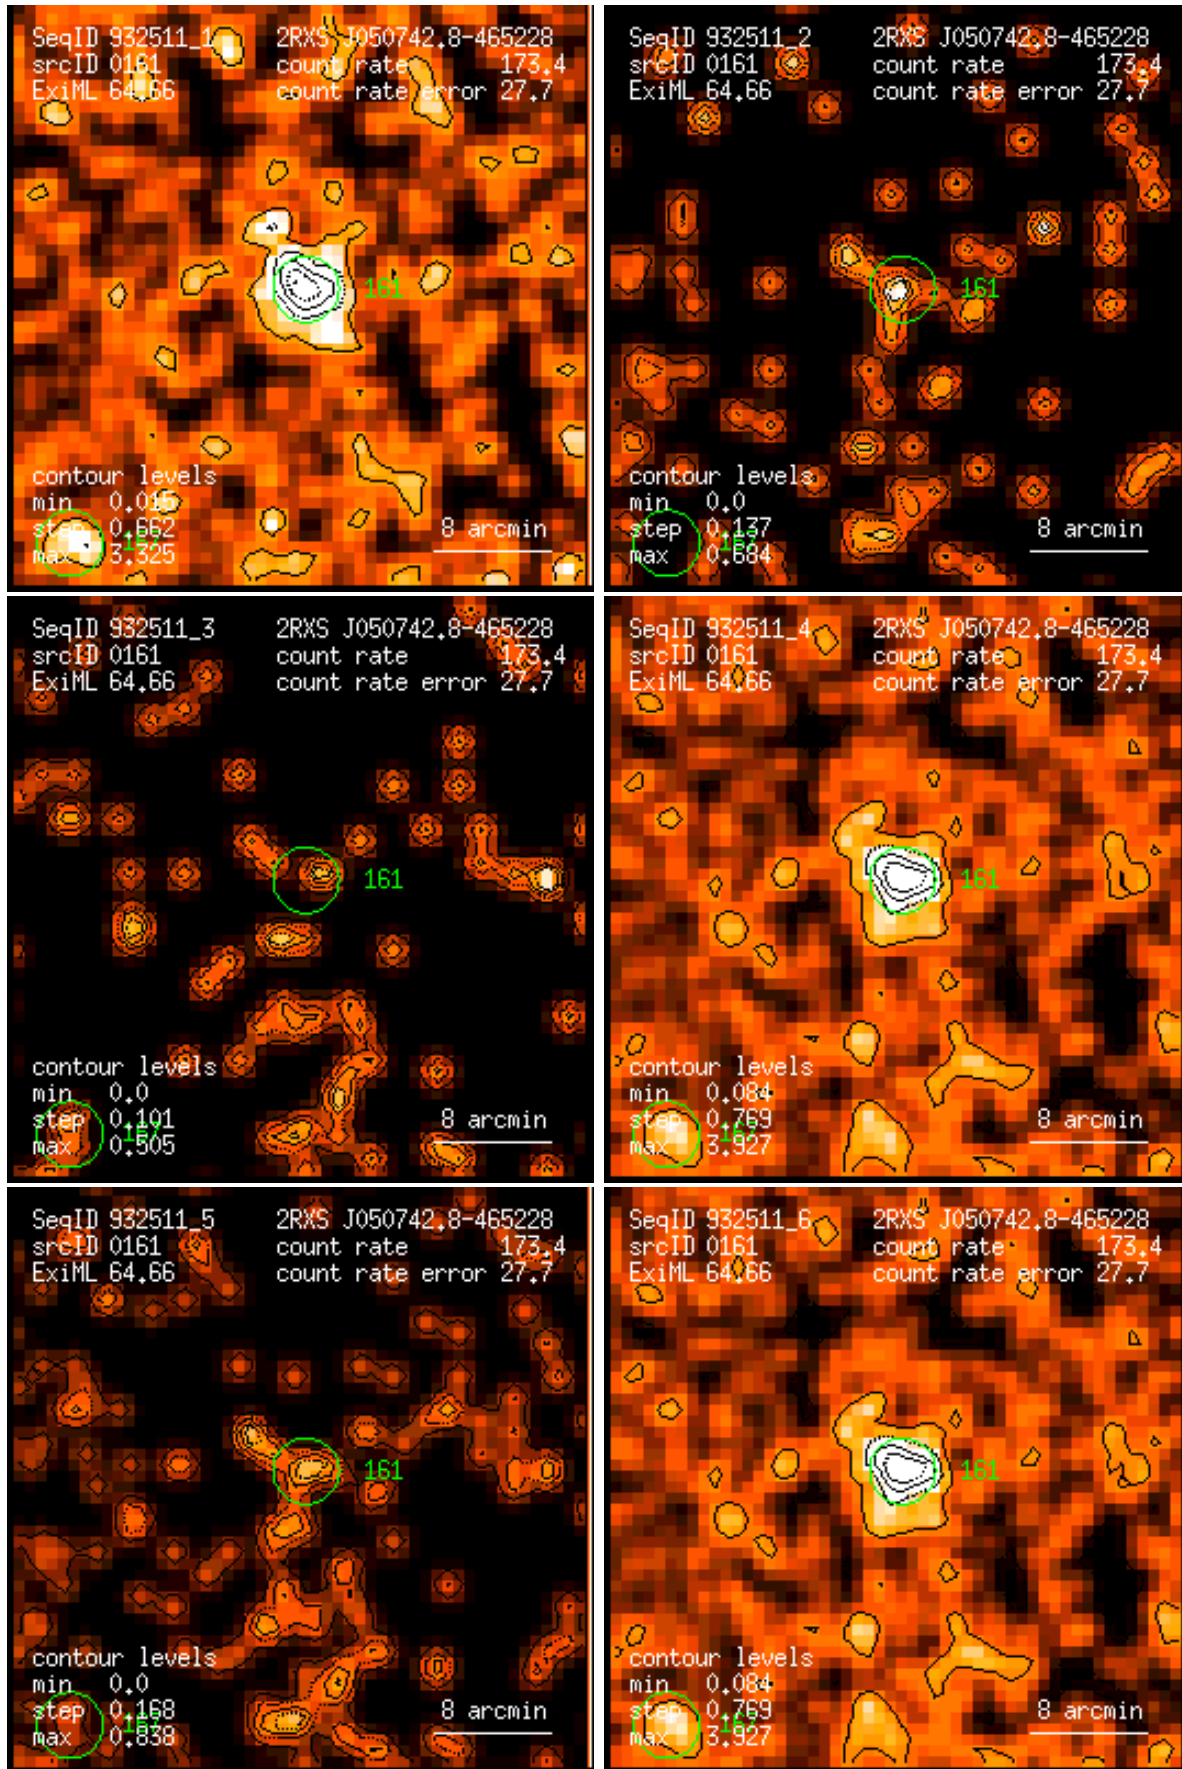 SeqID 932511_1 2RXS J050742.8-465228
srcID 0161 count rate 173.4
ExiML 64.66 count rate error 27.7
161
contour levels
min 0.015
step 0.662
max 3.325
8 arcmin
SeqID 932511_2 2RXS J050742.8-465228
srcID 0161 count rate 173.4
ExiML 64.66 count rate error 27.7
161
contour levels
min 0.0
step 0.137
max 0.684
8 arcmin
SeqID 932511_3 2RXS J050742.8-465228
srcID 0161 count rate 173.4
ExiML 64.66 count rate error 27.7
161
contour levels
min 0.0
step 0.101
max 0.505
8 arcmin
SeqID 932511_4 2RXS J050742.8-465228
srcID 0161 count rate 173.4
ExiML 64.66 count rate error 27.7
161
contour levels
min 0.084
step 0.769
max 3.927
8 arcmin
SeqID 932511_5 2RXS J050742.8-465228
srcID 0161 count rate 173.4
ExiML 64.66 count rate error 27.7
161
contour levels
min 0.0
step 0.168
max 0.838
8 arcmin
SeqID 932511_6 2RXS J050742.8-465228
srcID 0161 count rate 173.4
ExiML 64.66 count rate error 27.7
161
contour levels
min 0.084
step 0.769
max 3.927
8 arcmin